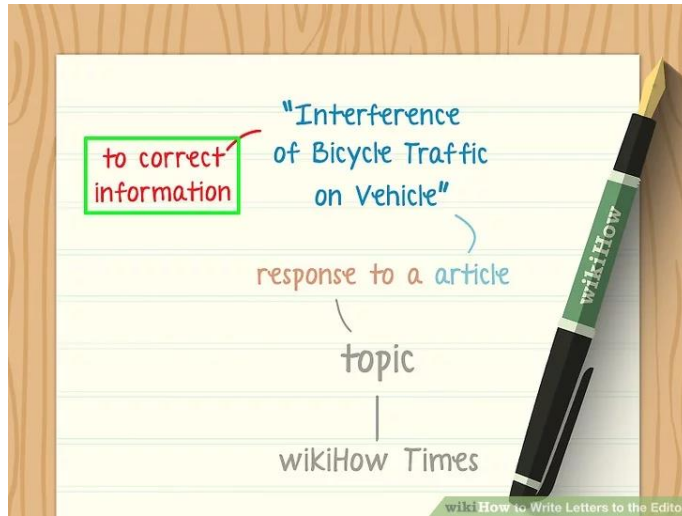 "Interference
to correct
of Bicycle Traffic
information
on Vehicle"
response to a article
topic
wikiHow Times
wikiHow
wikiHow to Write Letters to the Edito